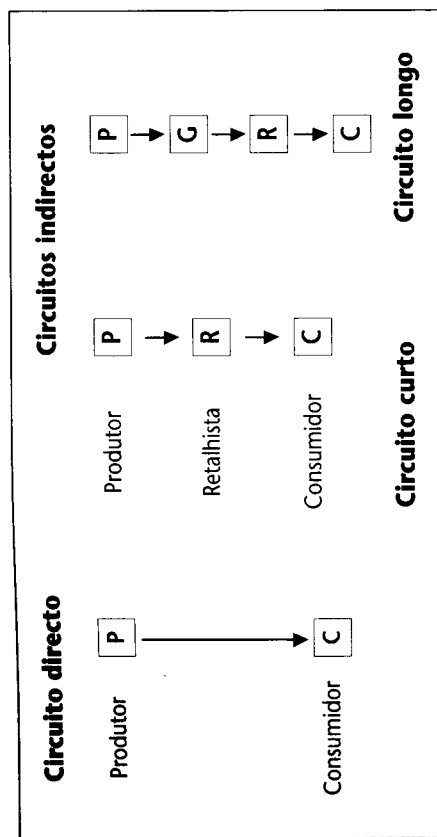 Circuito directo
Circuitos indirectos
Produtor P
Produtor P
P
G
Retalhista R
R
Consumidor C
Consumidor C
C
Circuito curto
Circuito longo